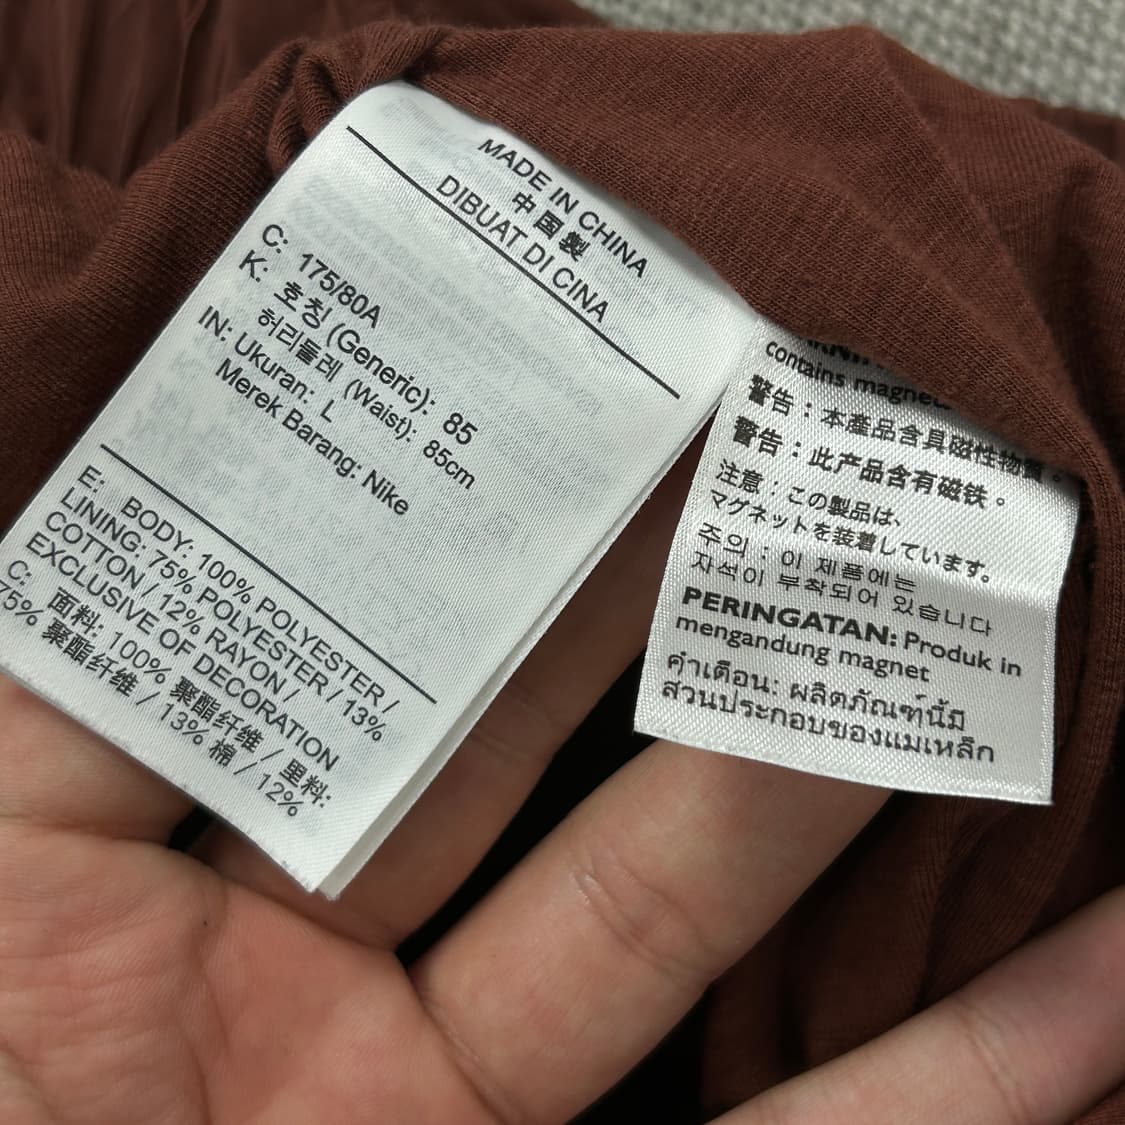 MADE IN CHINA
中国製
DIBUAT DI CINA
C: 175/80A
K: 호칭 (Generic): 85
허리둘레 (Waist): 85cm
IN: Ukuran: L
Merek Barang: Nike
E: BODY: 100% POLYESTER /
LINING: 75% POLYESTER / 13%
COTTON / 12% RAYON /
EXCLUSIVE OF DECORATION
C: 面料: 100% 聚酯纤维 / 里料:
75% 聚酯纤维 / 13% 棉 / 12%
contains
警告：本產品含具磁性物質。
警告：此产品含有磁铁。
注意：この製品は、
マグネットを装着しています。
주의 : 이 제품에는
자석이 부착되어 있습니다
PERINGATAN: Produk in
mengandung magnet
คำเตือน: ผลิตภัณฑ์นี้มี
ส่วนประกอบของแม่เหล็ก